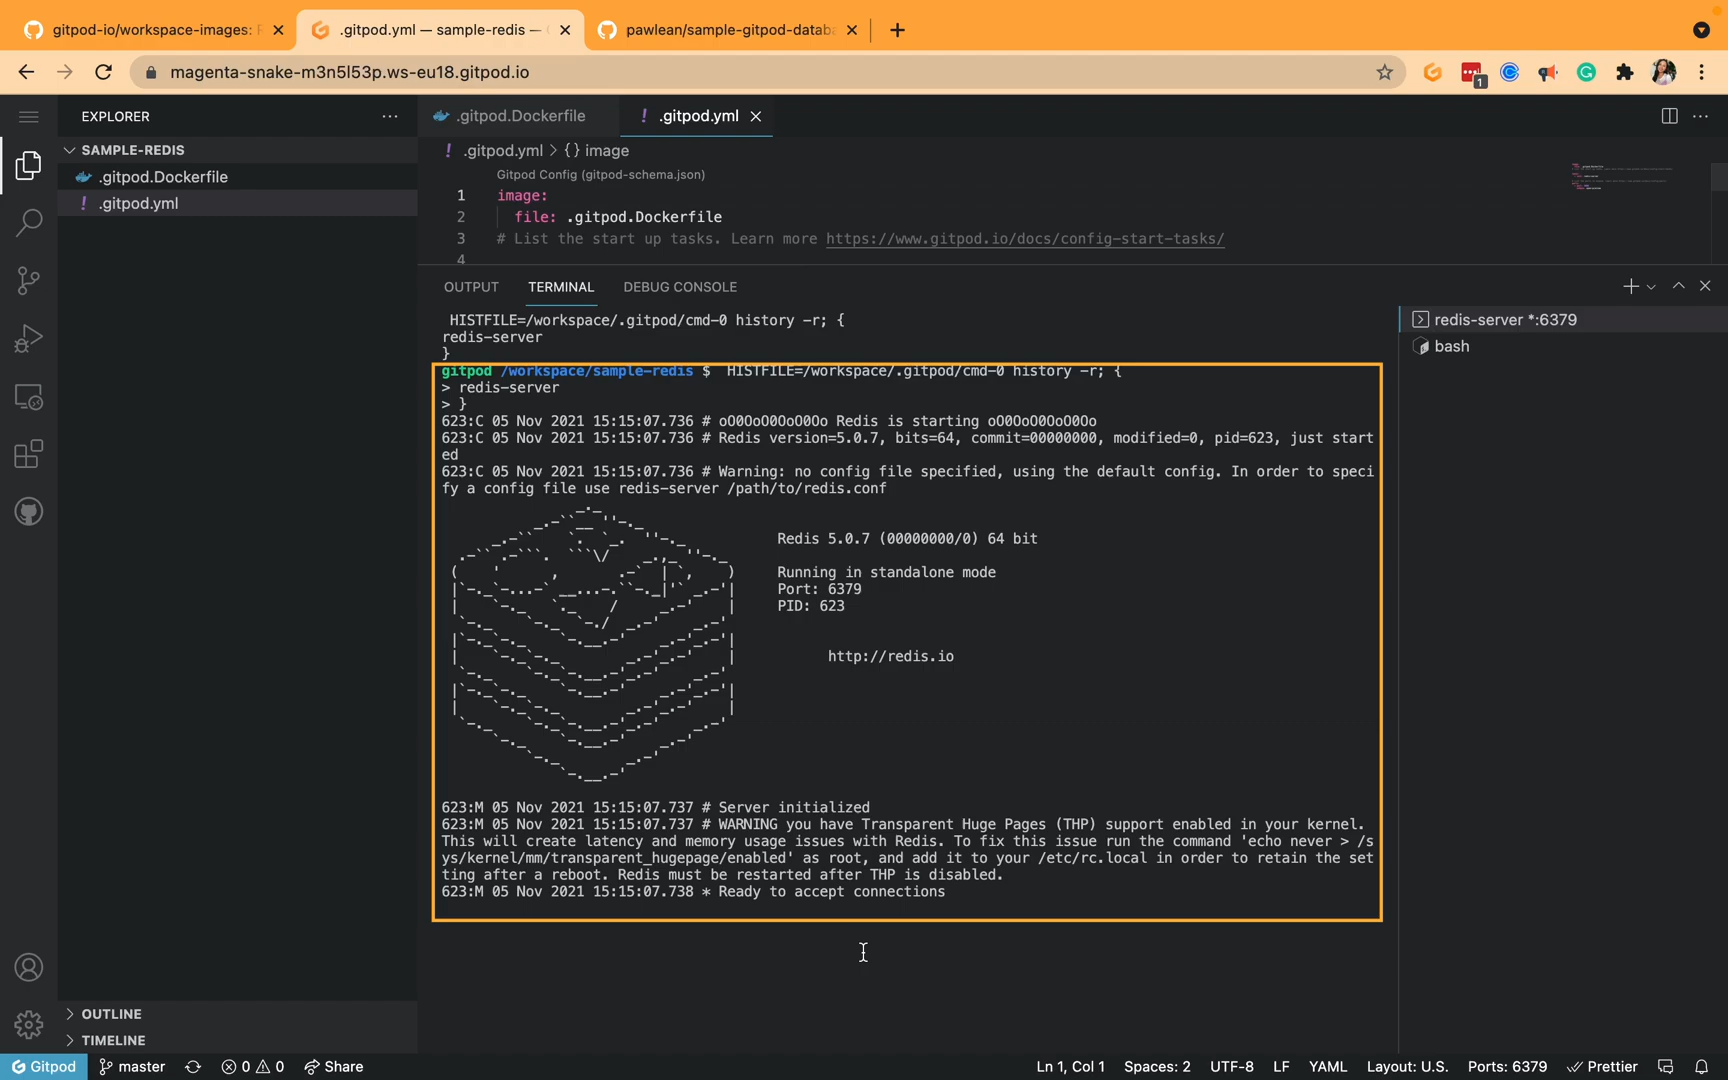 gitpod-io/workspace-images:
.gitpod.yml — sample-redis —
pawlean/sample-gitpod-datab
magenta-snake-m3n5l53p.ws-eu18.gitpod.io
1
EXPLORER
SAMPLE-REDIS
.gitpod.Dockerfile
! .gitpod.yml
.gitpod.Dockerfile
! .gitpod.yml
! .gitpod.yml > {} image
Gitpod Config (gitpod-schema.json)
1 image:
2 file: .gitpod.Dockerfile
3 # List the start up tasks. Learn more https://www.gitpod.io/docs/config-start-tasks/
4
OUTPUT TERMINAL DEBUG CONSOLE
redis-server *:6379
bash
HISTFILE=/workspace/.gitpod/cmd-0 history -r; {
redis-server
}
gitpod /workspace/sample-redis $  HISTFILE=/workspace/.gitpod/cmd-0 history -r; {
> redis-server
> }
623:C 05 Nov 2021 15:15:07.736 # oO0OoO0OoO0Oo Redis is starting oO0OoO0OoO0Oo
623:C 05 Nov 2021 15:15:07.736 # Redis version=5.0.7, bits=64, commit=00000000, modified=0, pid=623, just start
ed
623:C 05 Nov 2021 15:15:07.736 # Warning: no config file specified, using the default config. In order to speci
fy a config file use redis-server /path/to/redis.conf
Redis 5.0.7 (00000000/0) 64 bit
Running in standalone mode
Port: 6379
PID: 623
http://redis.io
623:M 05 Nov 2021 15:15:07.737 # Server initialized
623:M 05 Nov 2021 15:15:07.737 # WARNING you have Transparent Huge Pages (THP) support enabled in your kernel.
This will create latency and memory usage issues with Redis. To fix this issue run the command 'echo never > /s
ys/kernel/mm/transparent_hugepage/enabled' as root, and add it to your /etc/rc.local in order to retain the set
ting after a reboot. Redis must be restarted after THP is disabled.
623:M 05 Nov 2021 15:15:07.738 * Ready to accept connections
OUTLINE
TIMELINE
Gitpod master 0 0 Share Ln 1, Col 1 Spaces: 2 UTF-8 LF YAML Layout: U.S. Ports: 6379 Prettier